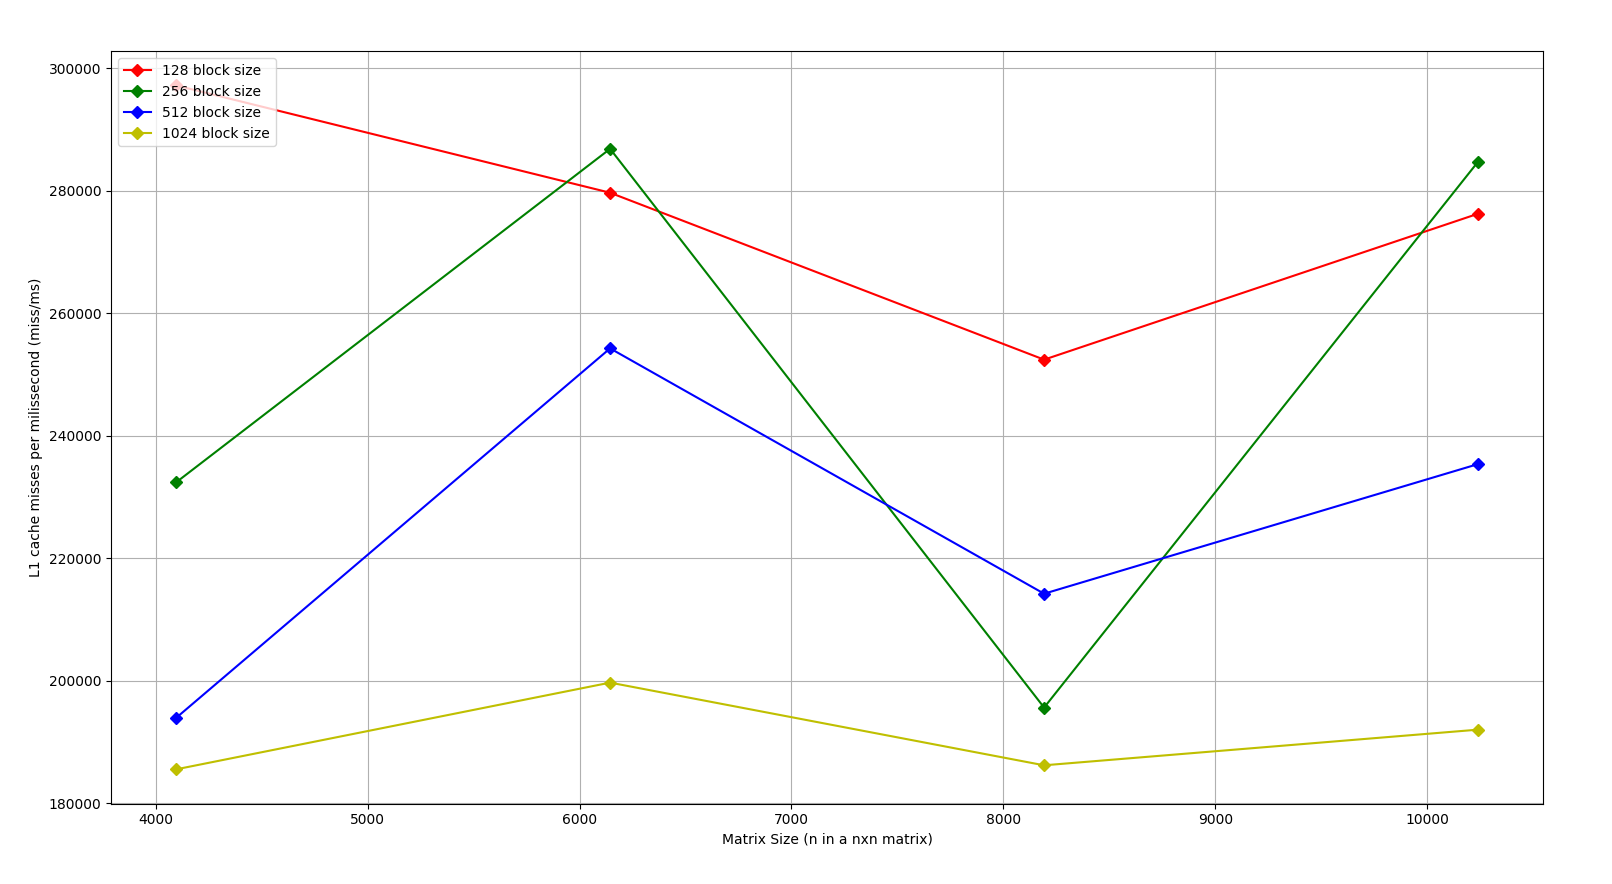 300000
280000
260000
240000
220000
200000
180000
L1 cache misses per milissecond (miss/ms)
128 block size
256 block size
512 block size
1024 block size
4000 5000 6000 7000 8000 9000 10000
Matrix Size (n in a nxn matrix)